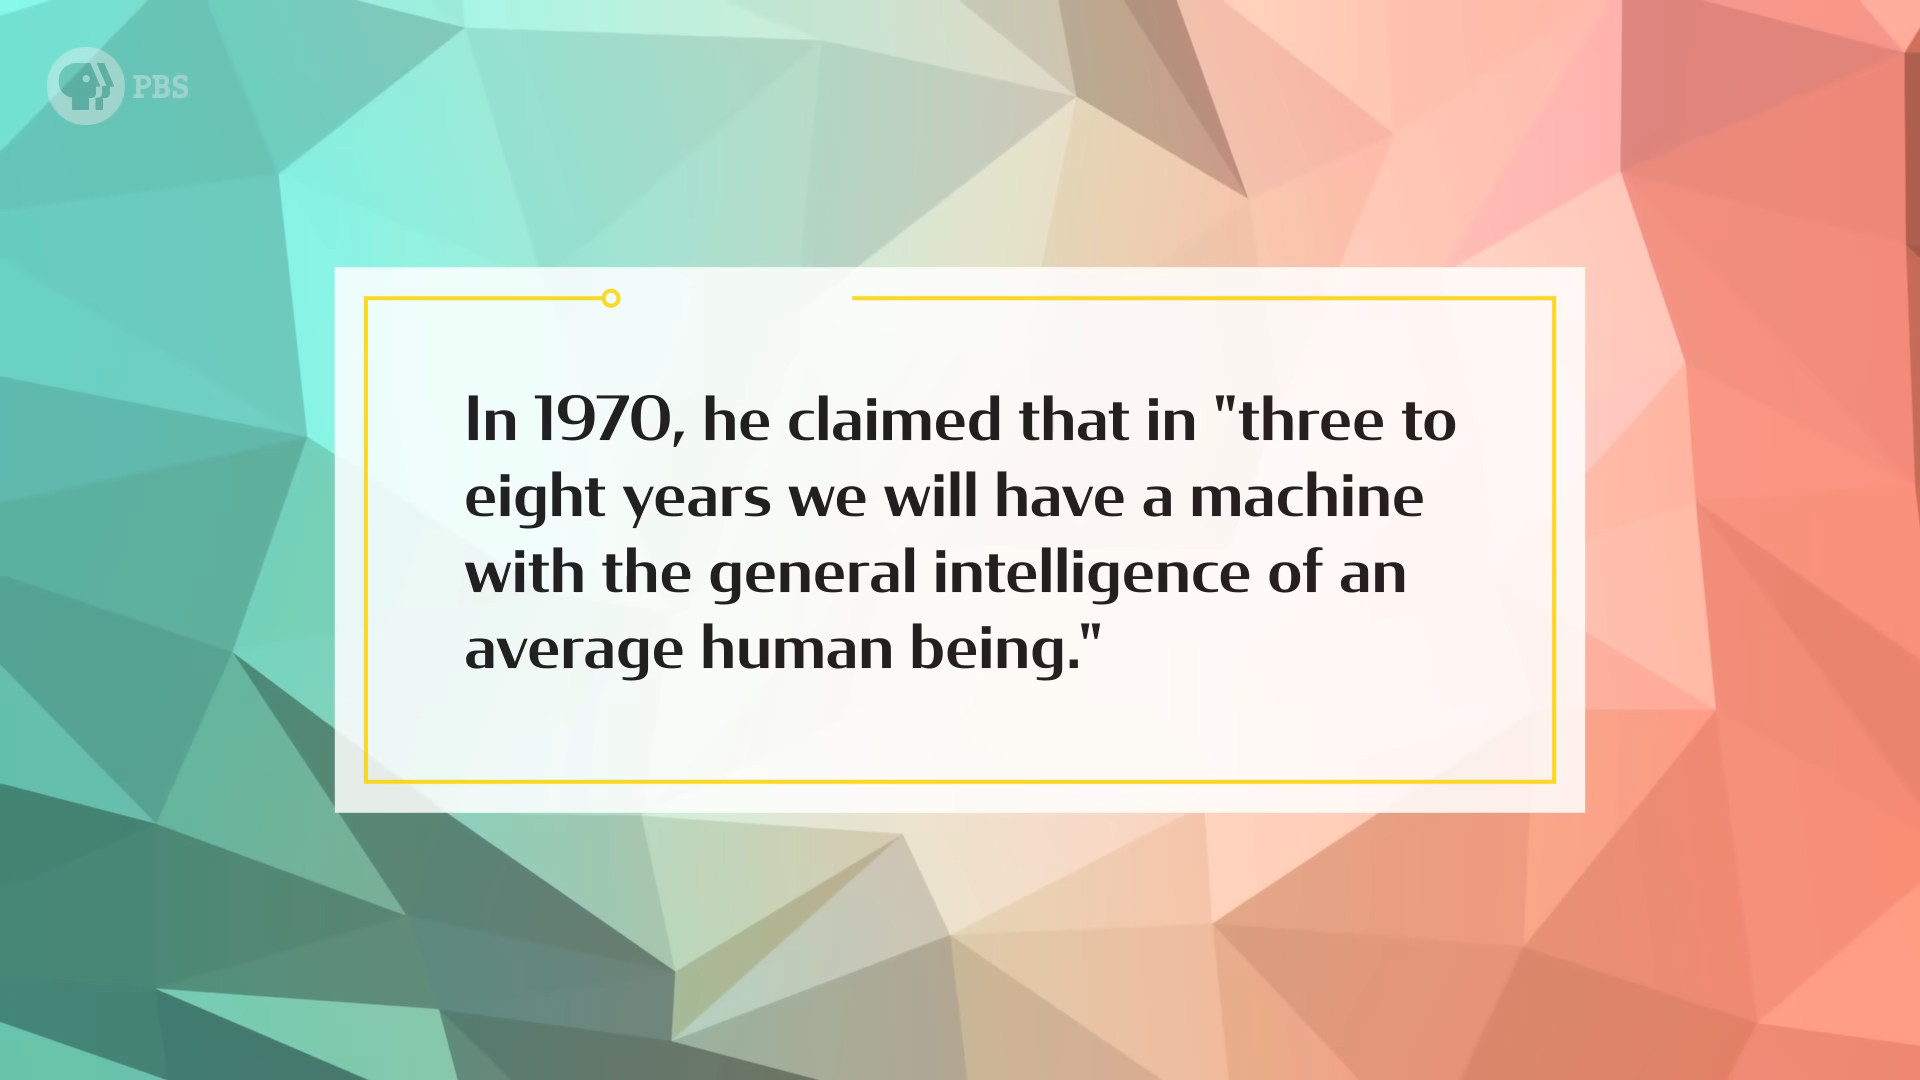 PBS
In 1970, he claimed that in "three to
eight years we will have a machine
with the general intelligence of an
average human being."